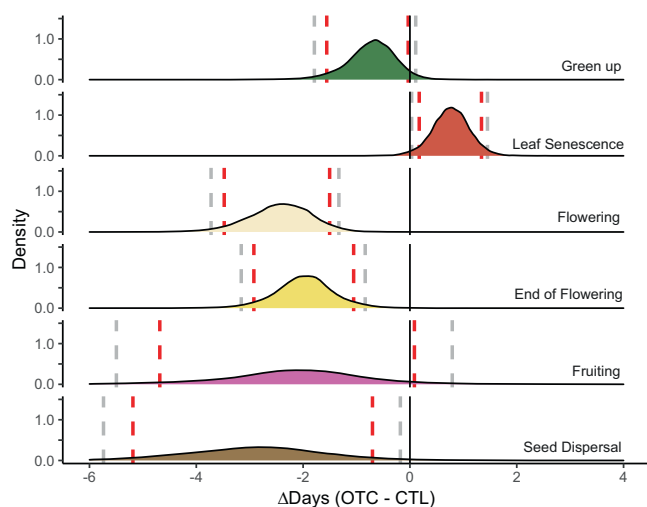 1.0
0.0
Green up
1.0
0.0
Leaf Senescence
1.0
0.0
Flowering
1.0
0.0
End of Flowering
1.0
0.0
Fruiting
1.0
0.0
Seed Dispersal
Density
-6 -4 -2 0 2 4
ΔDays (OTC - CTL)